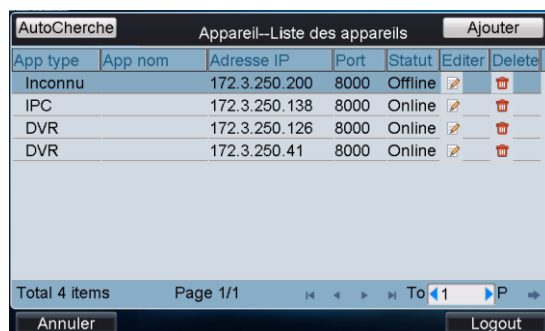 AutoCherche Appareil--Liste des appareils Ajouter
App type App nom Adresse IP Port Statut Editer Delete
Inconnu 172.3.250.200 8000 Offline
IPC 172.3.250.138 8000 Online
DVR 172.3.250.126 8000 Online
DVR 172.3.250.41 8000 Online
Total 4 items Page 1/1 To 1 P
Annuler Logout